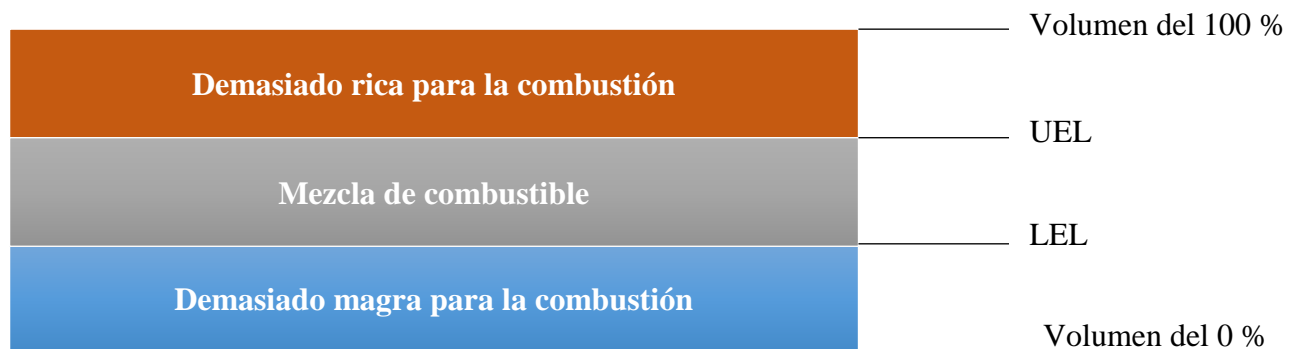 Volumen del 100 %
Demasiado rica para la combustión
UEL
Mezcla de combustible
LEL
Demasiado magra para la combustión
Volumen del 0 %